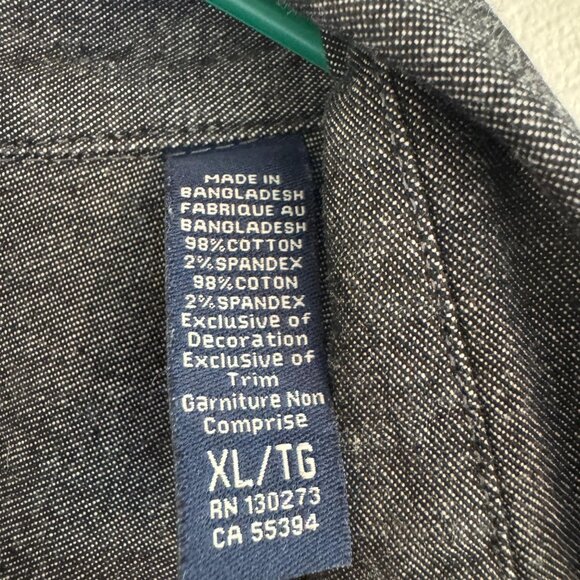 MADE IN
BANGLADESH
FABRIQUE AU
BANGLADESH
98%COTTON
2%SPANDEX
98%COTON
2%SPANDEX
Exclusive of
Decoration
Exclusive of
Trim
Garniture Non
Comprise
XL/TG
RN 130273
CA 55394